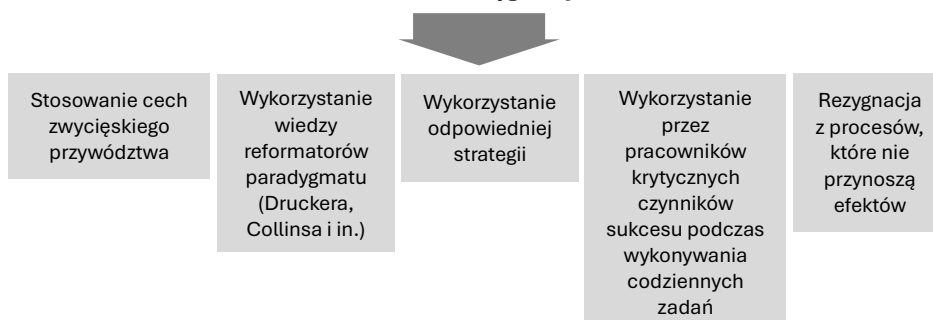 Stosowanie cech
zwycięskiego
przywództwa
Wykorzystanie
wiedzy
reformatorów
paradygmatu
(Druckera,
Collinsa i in.)
Wykorzystanie
odpowiedniej
strategii
Wykorzystanie
przez
pracowników
krytycznych
czynników
sukcesu podczas
wykonywania
codziennych
zadań
Rezygnacja
z procesów,
które nie
przynoszą
efektów